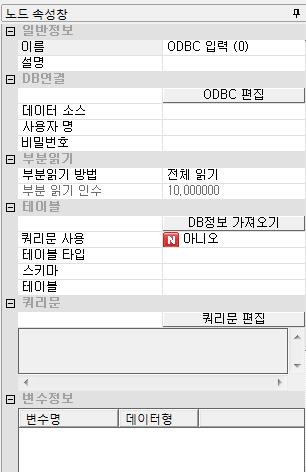 노드 속성창
일반정보
이름 ODBC 입력 (0)
설명
DB연결
ODBC 편집
데이터 소스
사용자 명
비밀번호
부분읽기
부분읽기 방법 전체 읽기
부분 읽기 인수 10,000000
테이블
DB정보 가져오기
쿼리문 사용 N 아니오
테이블 타입
스키마
테이블
쿼리문
쿼리문 편집
변수정보
변수명 데이터형